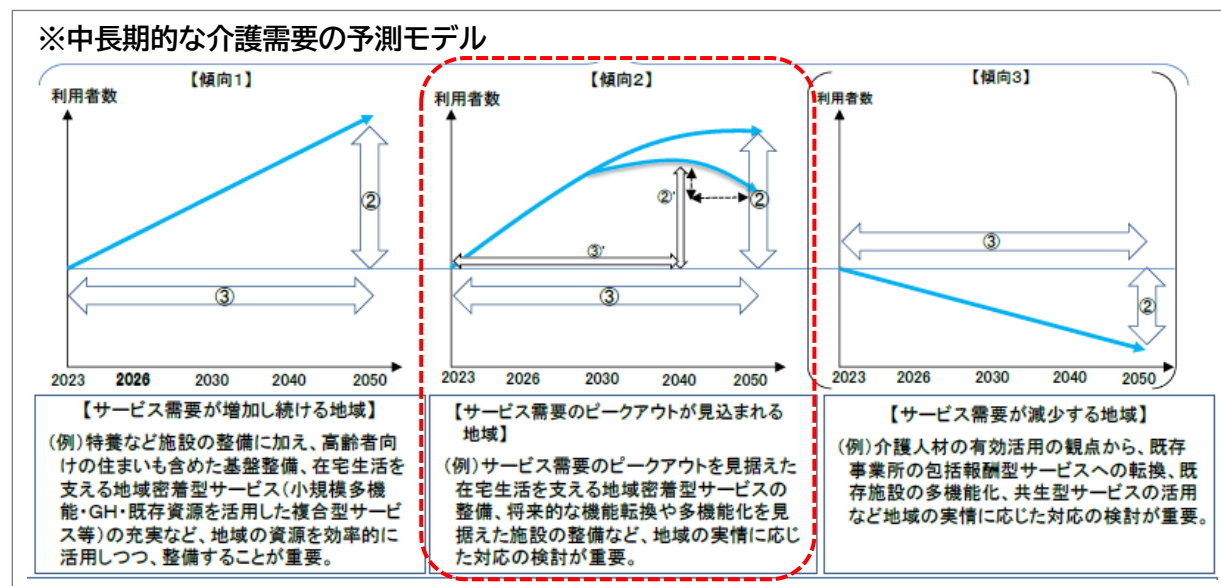 ※中長期的な介護需要の予測モデル
【傾向1】
利用者数
②
③
2023 2026 2030 2040 2050
【サービス需要が増加し続ける地域】
(例)特養など施設の整備に加え、高齢者向
けの住まいも含めた基盤整備、在宅生活を
支える地域密着型サービス(小規模多機
能・GH・既存資源を活用した複合型サービ
ス等)の充実など、地域の資源を効率的に
活用しつつ、整備することが重要。
【傾向2】
利用者数
②'
②
③'
③
2023 2026 2030 2040 2050
【サービス需要のピークアウトが見込まれる
地域】
(例)サービス需要のピークアウトを見据えた
在宅生活を支える地域密着型サービスの
整備、将来的な機能転換や多機能化を見
据えた施設の整備など、地域の実情に応じ
た対応の検討が重要。
【傾向3】
利用者数
③
②
2023 2026 2030 2040 2050
【サービス需要が減少する地域】
(例)介護人材の有効活用の観点から、既存
事業所の包括報酬型サービスへの転換、既
存施設の多機能化、共生型サービスの活用
など地域の実情に応じた対応の検討が重要。